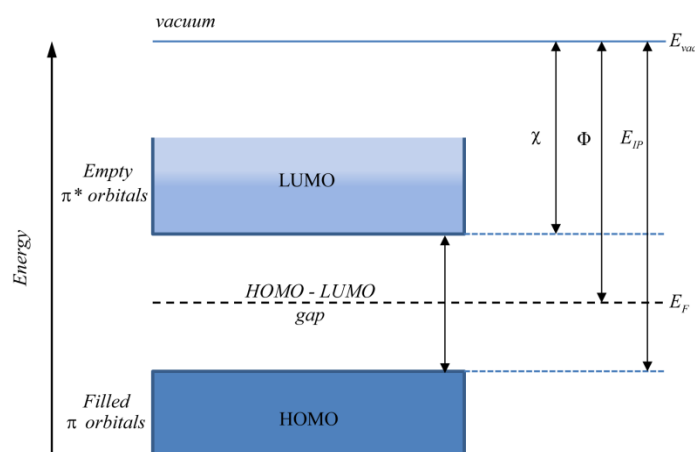 vacuum
E_vac
χ
Φ
E_IP
Empty
π* orbitals
LUMO
Energy
HOMO - LUMO
gap
E_F
Filled
π orbitals
HOMO